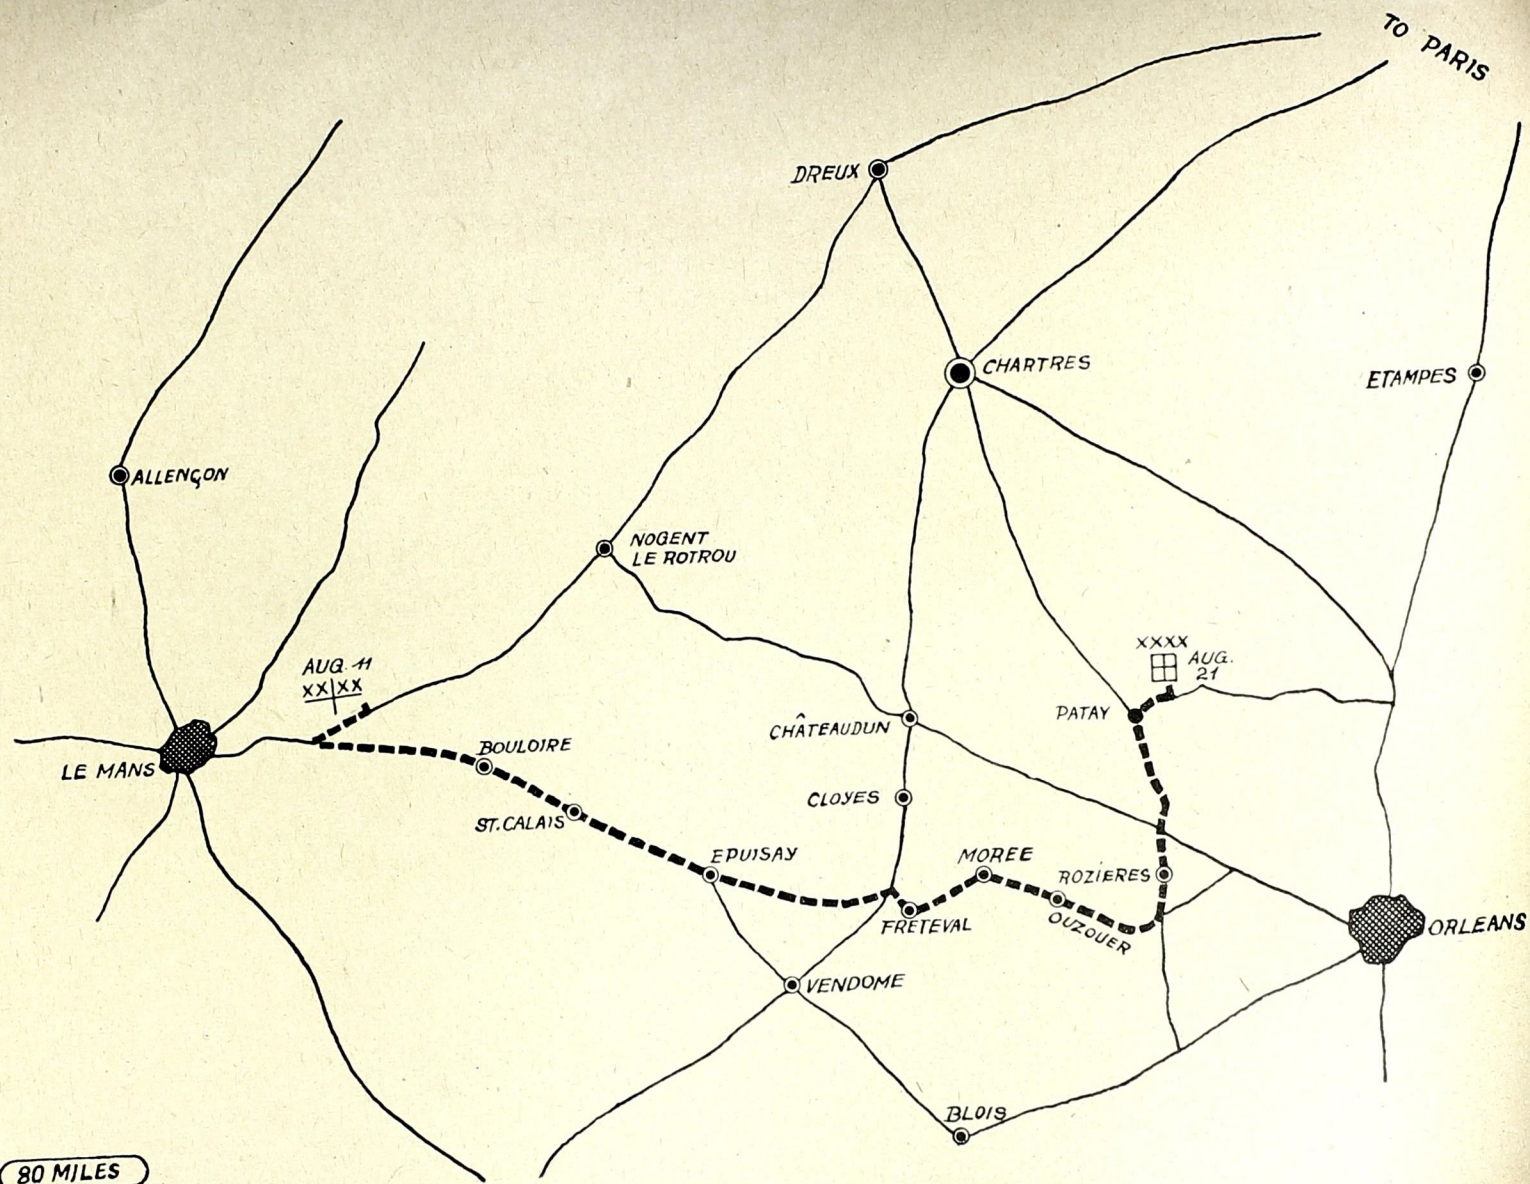 TO PARIS
DREUX
CHARTRES
ETAMPES
ALLENÇON
NOGENT
LE ROTROU
XXXX
AUG.
21
AUG. 11
XX XX
PATAY
CHÂTEAUDUN
BOULOIRE
LE MANS
CLOYES
ST. CALAIS
EPUISAY
MOREE
ROZIERES
FRETEVAL
OUZOUER
ORLEANS
VENDOME
BLOIS
80 MILES